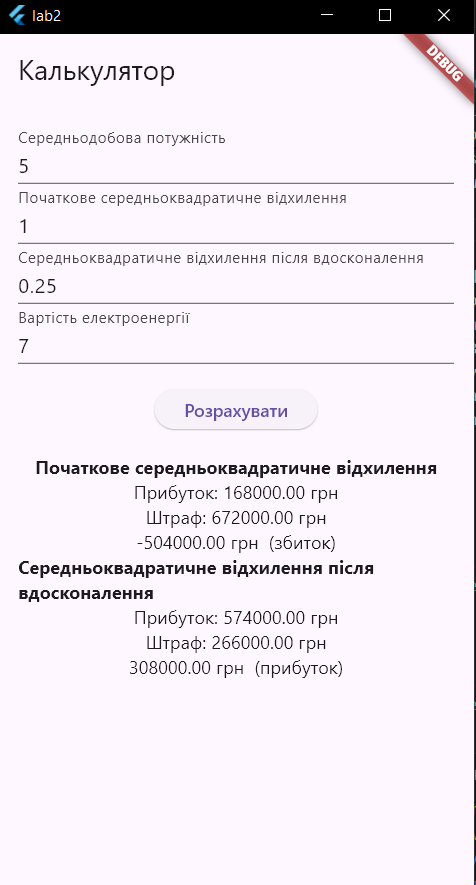 lab2
DEBUG
Калькулятор
Середньодобова потужність
5
Початкове середньоквадратичне відхилення
1
Середньоквадратичне відхилення після вдосконалення
0.25
Вартість електроенергії
7
Розрахувати
Початкове середньоквадратичне відхилення
Прибуток: 168000.00 грн
Штраф: 672000.00 грн
-504000.00 грн  (збиток)
Середньоквадратичне відхилення після
вдосконалення
Прибуток: 574000.00 грн
Штраф: 266000.00 грн
308000.00 грн  (прибуток)